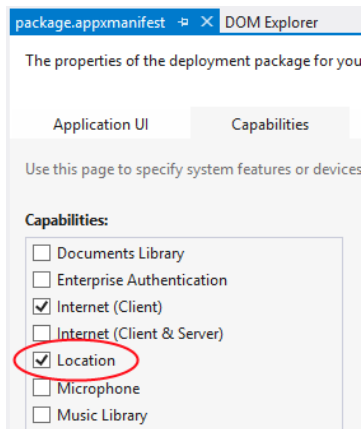 package.appxmanifest DOM Explorer
The properties of the deployment package for you
Application UI Capabilities
Use this page to specify system features or devices
Capabilities:
Documents Library
Enterprise Authentication
Internet (Client)
Internet (Client & Server)
Location
Microphone
Music Library